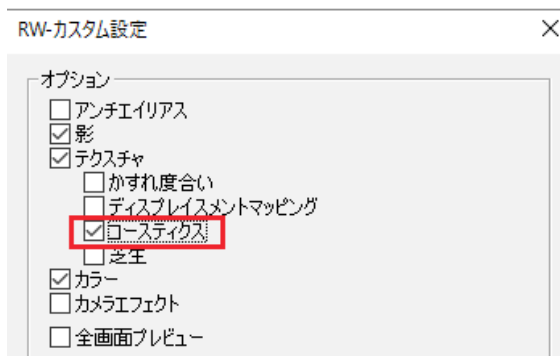 RW-カスタム設定
オプション
アンチエイリアス
影
テクスチャ
かすれ度合い
ディスプレイスメントマッピング
コースティクス
芝生
カラー
カメラエフェクト
全画面プレビュー